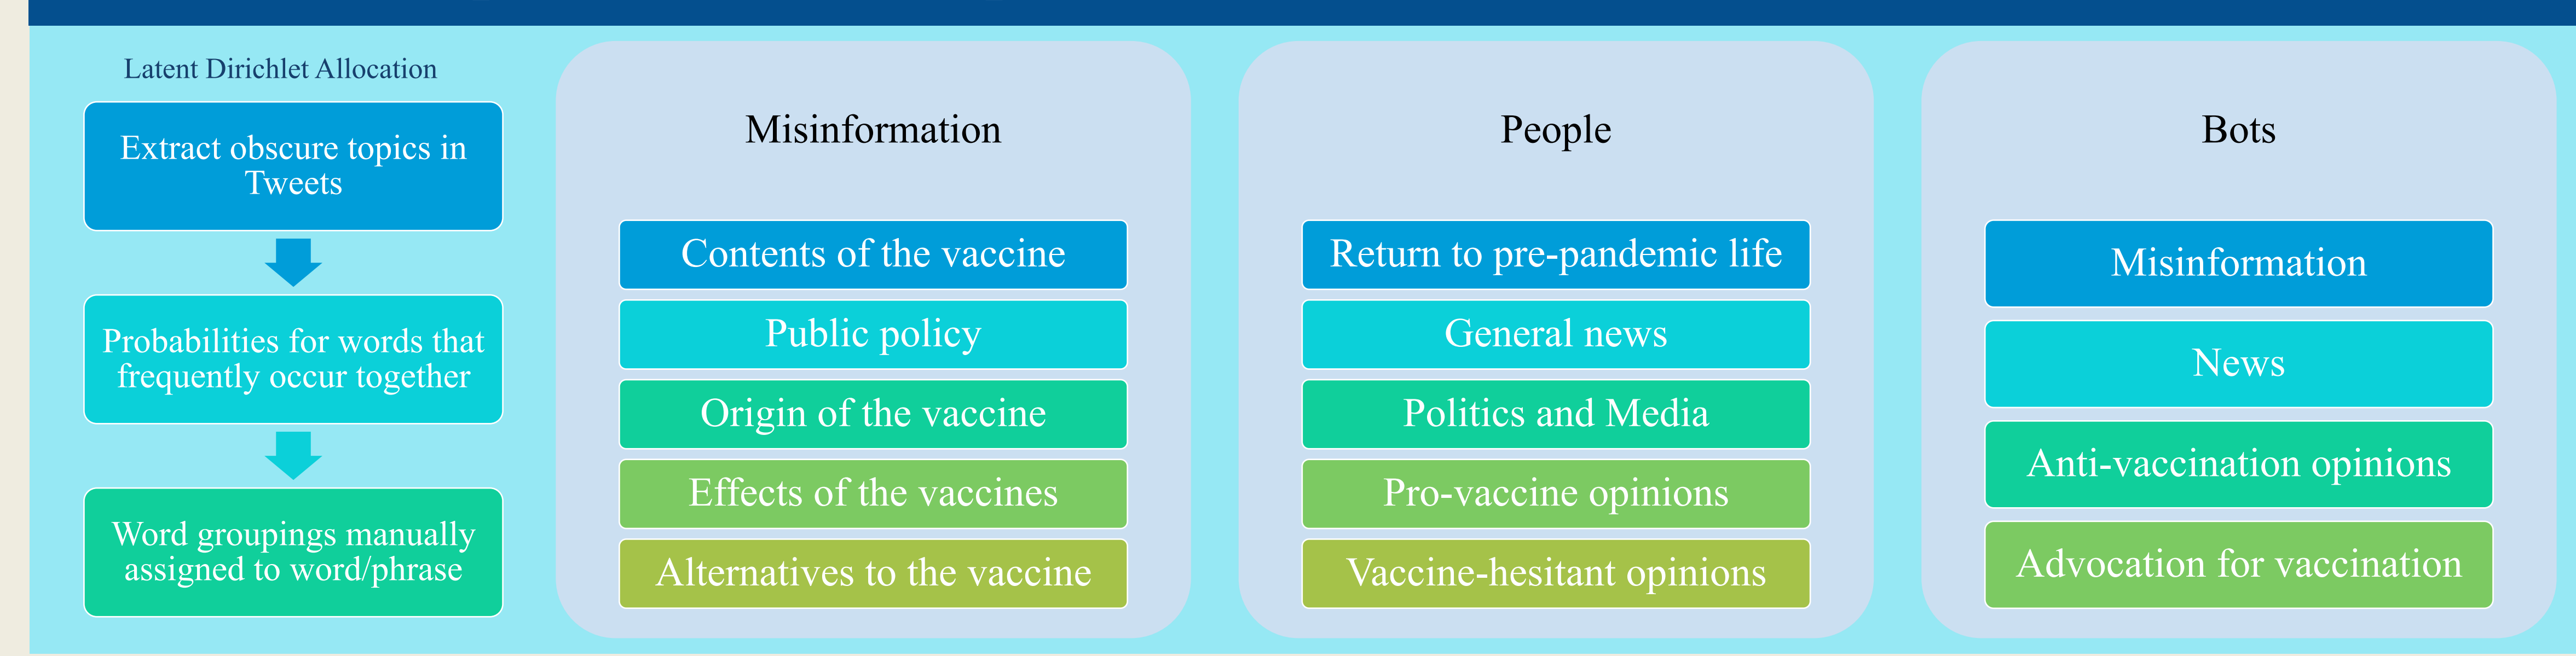 Latent Dirichlet Allocation
Extract obscure topics in
Tweets
Probabilities for words that
frequently occur together
Word groupings manually
assigned to word/phrase
Misinformation
Contents of the vaccine
Public policy
Origin of the vaccine
Effects of the vaccines
Alternatives to the vaccine
People
Return to pre-pandemic life
General news
Politics and Media
Pro-vaccine opinions
Vaccine-hesitant opinions
Bots
Misinformation
News
Anti-vaccination opinions
Advocation for vaccination